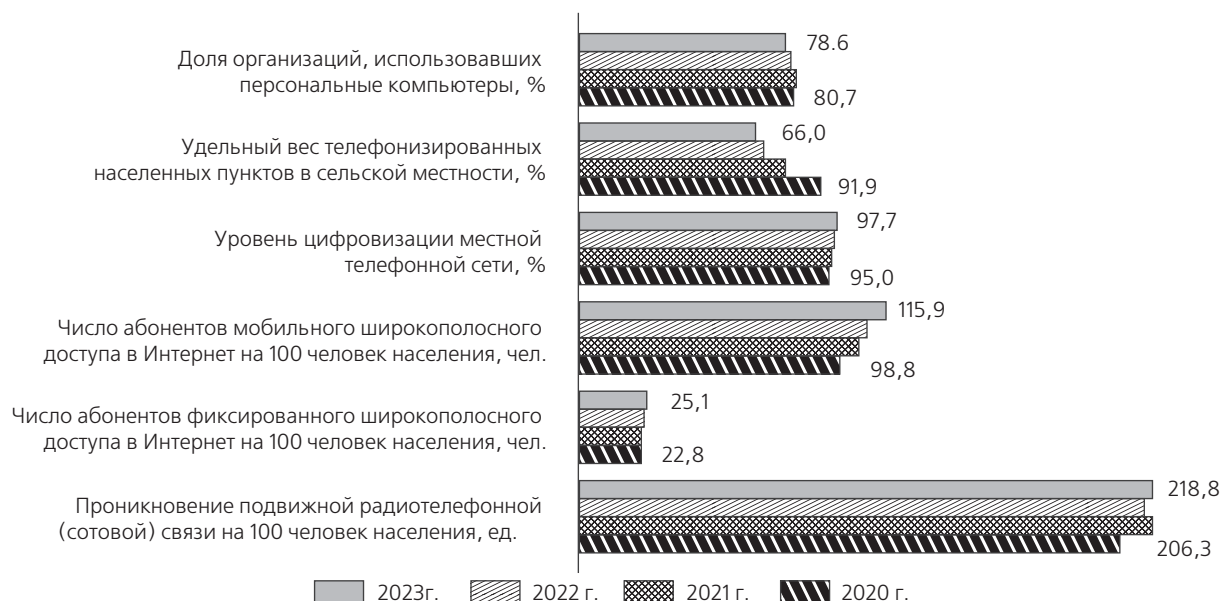 Доля организаций, использовавших
персональные компьютеры, %
78.6
80,7
Удельный вес телефонизированных
населенных пунктов в сельской местности, %
66,0
91,9
Уровень цифровизации местной
телефонной сети, %
97,7
95,0
Число абонентов мобильного широкополосного
доступа в Интернет на 100 человек населения, чел.
115,9
98,8
Число абонентов фиксированного широкополосного
доступа в Интернет на 100 человек населения, чел.
25,1
22,8
Проникновение подвижной радиотелефонной
(сотовой) связи на 100 человек населения, ед.
218,8
206,3
2023г. 2022 г. 2021 г. 2020 г.